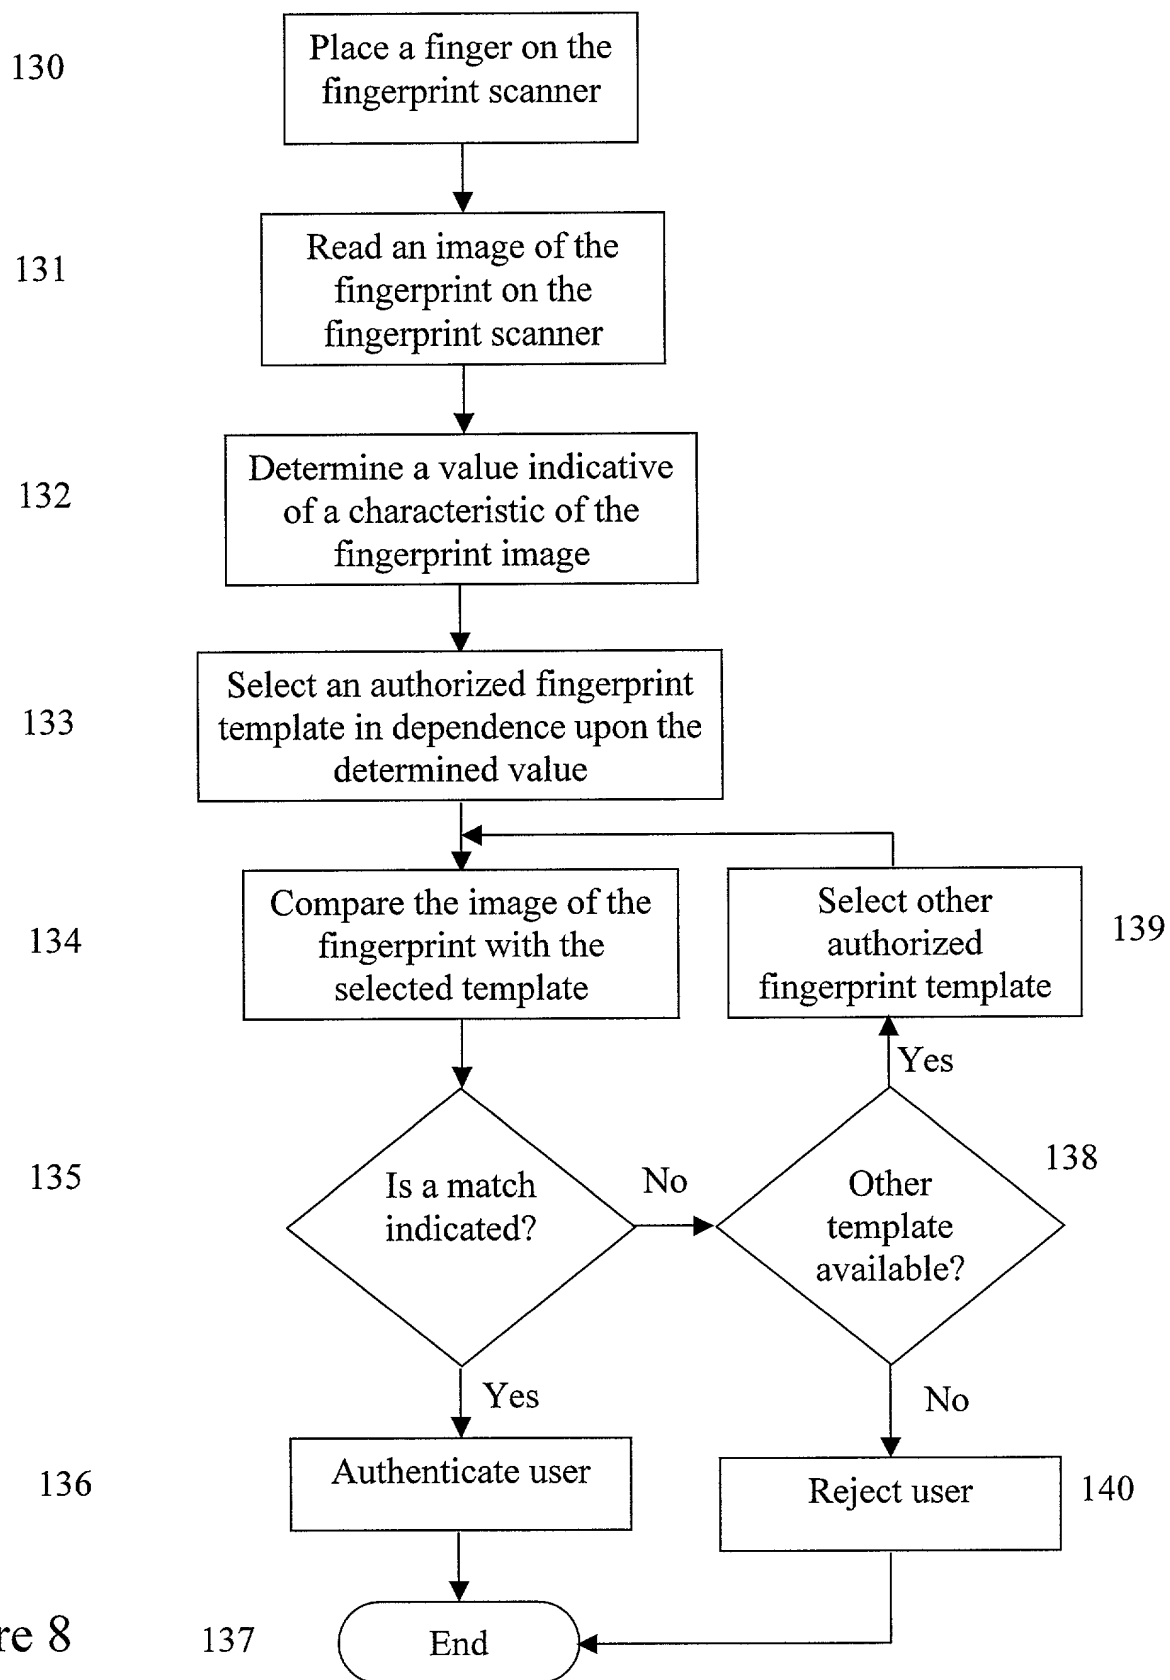 130
Place a finger on the
fingerprint scanner
131
Read an image of the
fingerprint on the
fingerprint scanner
132
Determine a value indicative
of a characteristic of the
fingerprint image
133
Select an authorized fingerprint
template in dependence upon the
determined value
134
Compare the image of the
fingerprint with the
selected template
Select other
authorized
fingerprint template
139
Yes
135
Is a match
indicated?
No
Other
template
available?
138
Yes
No
136
Authenticate user
Reject user
140
re 8
137
End